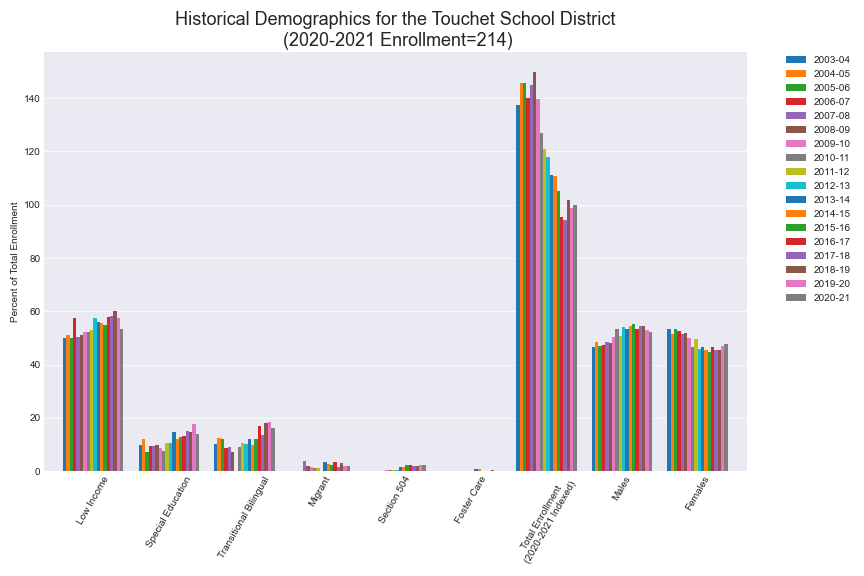 Historical Demographics for the Touchet School District
(2020-2021 Enrollment=214)
Percent of Total Enrollment
140
120
100
80
60
40
20
0
Low Income
Special Education
Transitional Bilingual
Migrant
Section 504
Foster Care
Total Enrollment
(2020-2021 Indexed)
Males
Females
2003-04
2004-05
2005-06
2006-07
2007-08
2008-09
2009-10
2010-11
2011-12
2012-13
2013-14
2014-15
2015-16
2016-17
2017-18
2018-19
2019-20
2020-21